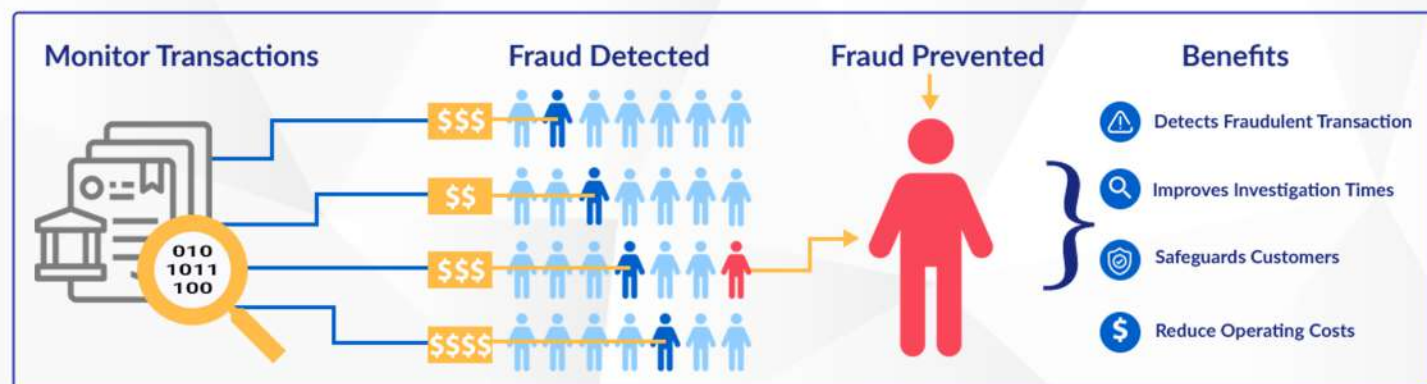 Monitor Transactions
Fraud Detected
Fraud Prevented
Benefits
010
1011
100
$$$
$$
$$$
$$$$
Detects Fraudulent Transaction
Improves Investigation Times
Safeguards Customers
$ Reduce Operating Costs